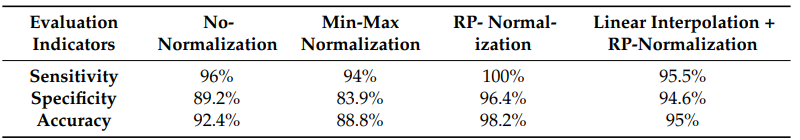 Evaluation Indicators No-Normalization Min-Max Normalization RP- Normal-ization Linear Interpolation + RP-Normalization
Sensitivity 96% 94% 100% 95.5%
Specificity 89.2% 83.9% 96.4% 94.6%
Accuracy 92.4% 88.8% 98.2% 95%